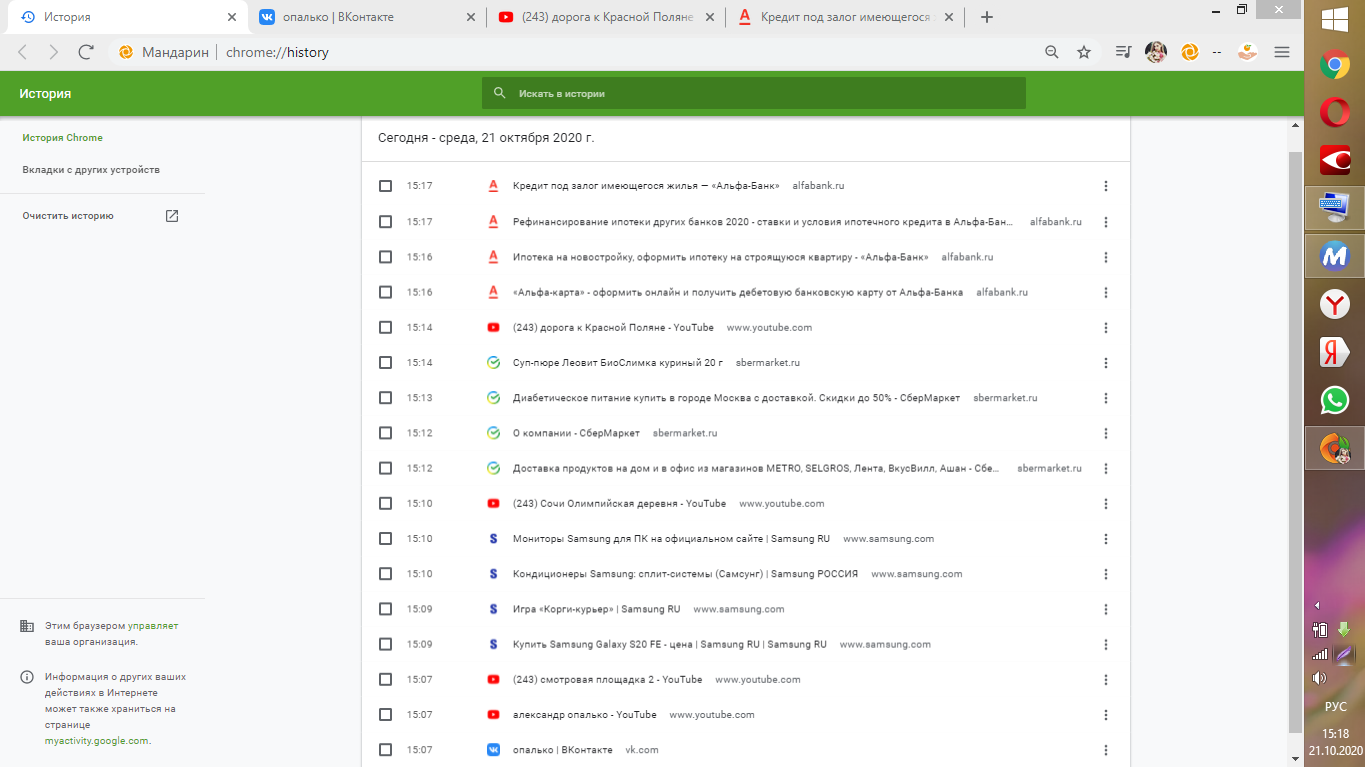 История
опалько | ВКонтакте
(243) дорога к Красной Поляне
Кредит под залог имеющегося
Мандарин | chrome://history
История
Искать в истории
История Chrome
Вкладки с других устройств
Очистить историю
Сегодня - среда, 21 октября 2020 г.
15:17 Кредит под залог имеющегося жилья — «Альфа-Банк» alfabank.ru
15:17 Рефинансирование ипотеки других банков 2020 - ставки и условия ипотечного кредита в Альфа-Бан... alfabank.ru
15:16 Ипотека на новостройку, оформить ипотеку на строящуюся квартиру - «Альфа-Банк» alfabank.ru
15:16 «Альфа-карта» - оформить онлайн и получить дебетовую банковскую карту от Альфа-Банка alfabank.ru
15:14 (243) дорога к Красной Поляне - YouTube www.youtube.com
15:14 Суп-пюре Леовит БиоСлимка куриный 20 г sbermarket.ru
15:13 Диабетическое питание купить в городе Москва с доставкой. Скидки до 50% - СберМаркет sbermarket.ru
15:12 О компании - СберМаркет sbermarket.ru
15:12 Доставка продуктов на дом и в офис из магазинов METRO, SELGROS, Лента, ВкусВилл, Ашан - Сбе... sbermarket.ru
15:10 (243) Сочи Олимпийская деревня - YouTube www.youtube.com
15:10 Мониторы Samsung для ПК на официальном сайте | Samsung RU www.samsung.com
15:10 Кондиционеры Samsung: сплит-системы (Самсунг) | Samsung РОССИЯ www.samsung.com
15:09 Игра «Корги-курьер» | Samsung RU www.samsung.com
15:09 Купить Samsung Galaxy S20 FE - цена | Samsung RU | Samsung RU www.samsung.com
15:07 (243) смотровая площадка 2 - YouTube www.youtube.com
15:07 александр опалько - YouTube www.youtube.com
15:07 опалько | ВКонтакте vk.com
Этим браузером управляет
ваша организация.
Информация о других ваших
действиях в Интернете
может также храниться на
странице
myactivity.google.com.
РУС
15:18
21.10.2020